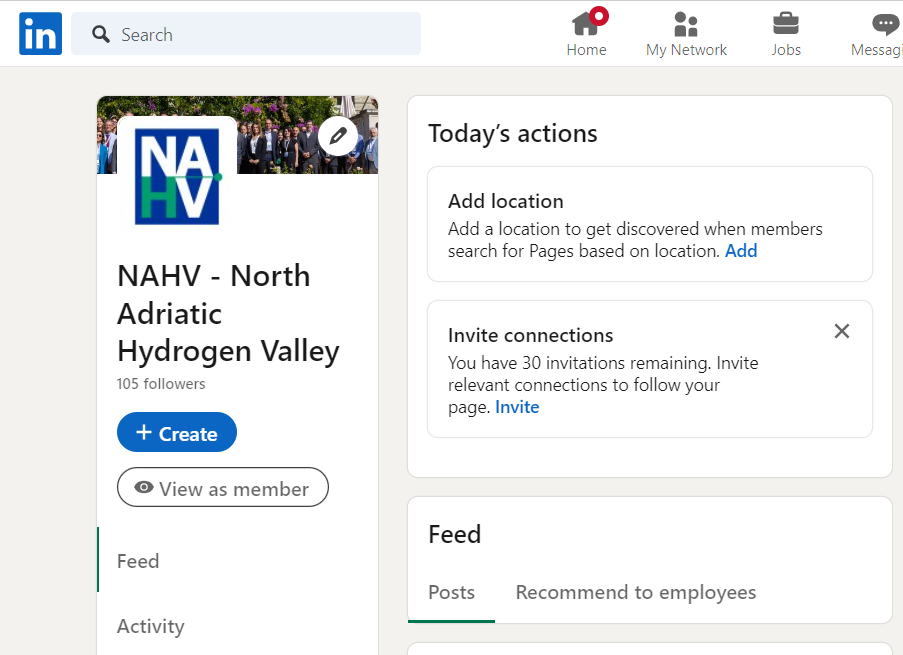 in
Search
Home
My Network
Jobs
Messagi
NA
HV
NAHV - North
Adriatic
Hydrogen Valley
105 followers
+ Create
View as member
Feed
Activity
Today's actions
Add location
Add a location to get discovered when members
search for Pages based on location. Add
Invite connections
You have 30 invitations remaining. Invite
relevant connections to follow your
page. Invite
Feed
Posts Recommend to employees